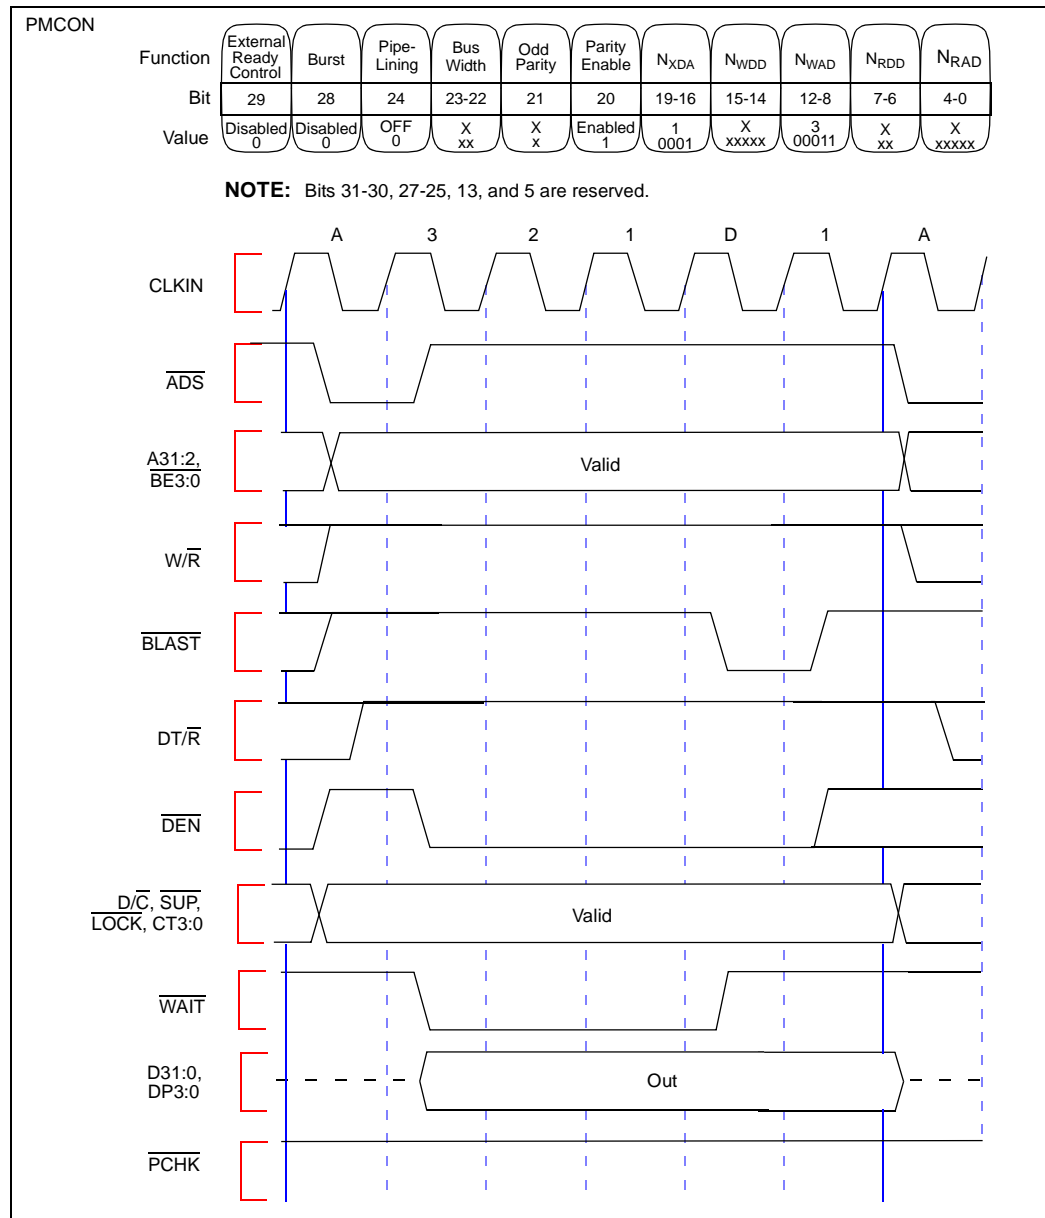 PMCON
Function External Ready Control Burst Pipe-Lining Bus Width Odd Parity Parity Enable NXDA NWDD NWAD NRDD NRAD
Bit 29 28 24 23-22 21 20 19-16 15-14 12-8 7-6 4-0
Value Disabled 0 Disabled 0 OFF 0 X xx X x Enabled 1 1 0001 X xxxxx 3 00011 X xx X xxxxx
NOTE: Bits 31-30, 27-25, 13, and 5 are reserved.
A 3 2 1 D 1 A
CLKIN
ADS
A31:2,
BE3:0
Valid
W/R
BLAST
DT/R
DEN
D/C, SUP,
LOCK, CT3:0
Valid
WAIT
D31:0,
DP3:0
Out
PCHK